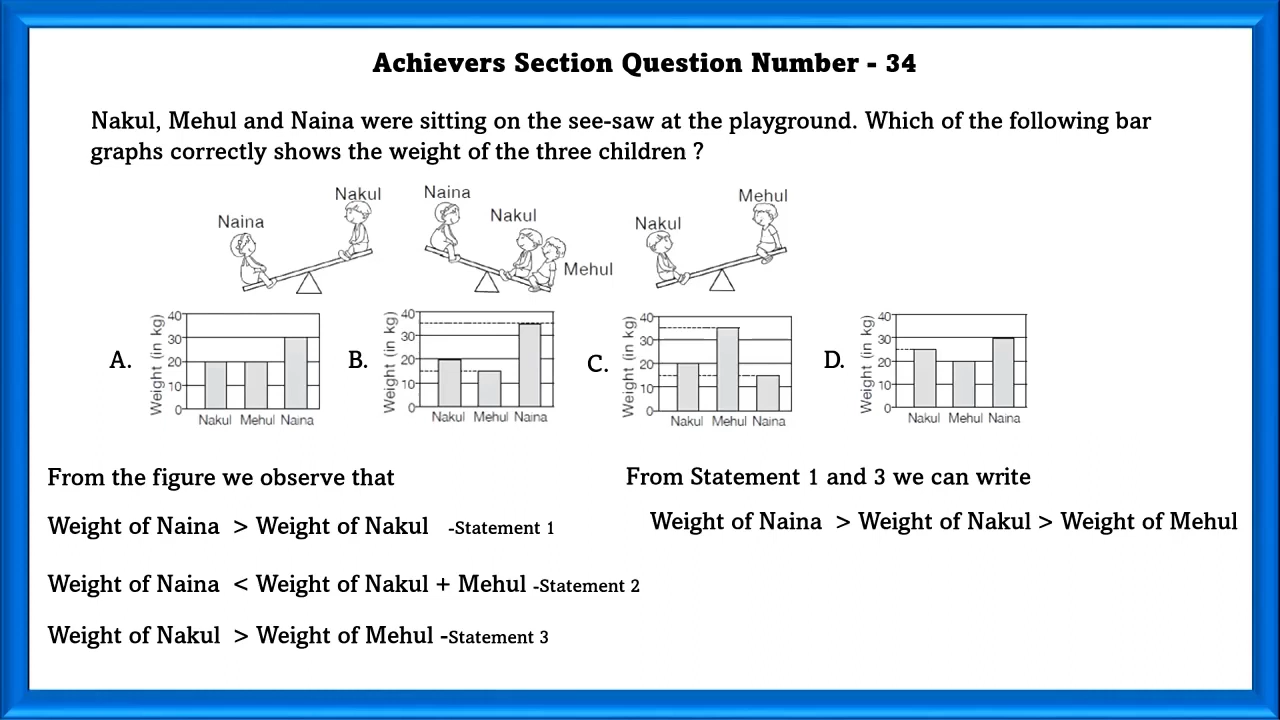 Achievers Section Question Number - 34
Nakul, Mehul and Naina were sitting on the see-saw at the playground. Which of the following bar
graphs correctly shows the weight of the three children ?
Naina
Nakul
Naina
Nakul
Mehul
Nakul
Mehul
A.
Weight (in kg)
40
30
20
10
0
Nakul Mehul Naina
B.
Weight (in kg)
40
30
20
10
0
Nakul Mehul Naina
C.
Weight (in kg)
40
30
20
10
0
Nakul Mehul Naina
D.
Weight (in kg)
40
30
20
10
0
Nakul Mehul Naina
From the figure we observe that
Weight of Naina > Weight of Nakul -Statement 1
Weight of Naina < Weight of Nakul + Mehul -Statement 2
Weight of Nakul > Weight of Mehul -Statement 3
From Statement 1 and 3 we can write
Weight of Naina > Weight of Nakul > Weight of Mehul